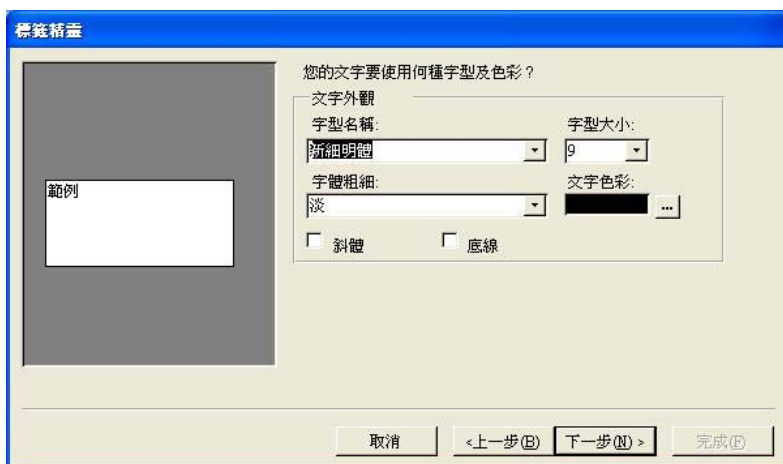 標籤精靈
您的文字要使用何種字型及色彩？
文字外觀
字型名稱: 字型大小:
新細明體 9
字體粗細: 文字色彩:
淡 ...
斜體 底線
範例
取消 <上一步(B) 下一步(N) > 完成(F)